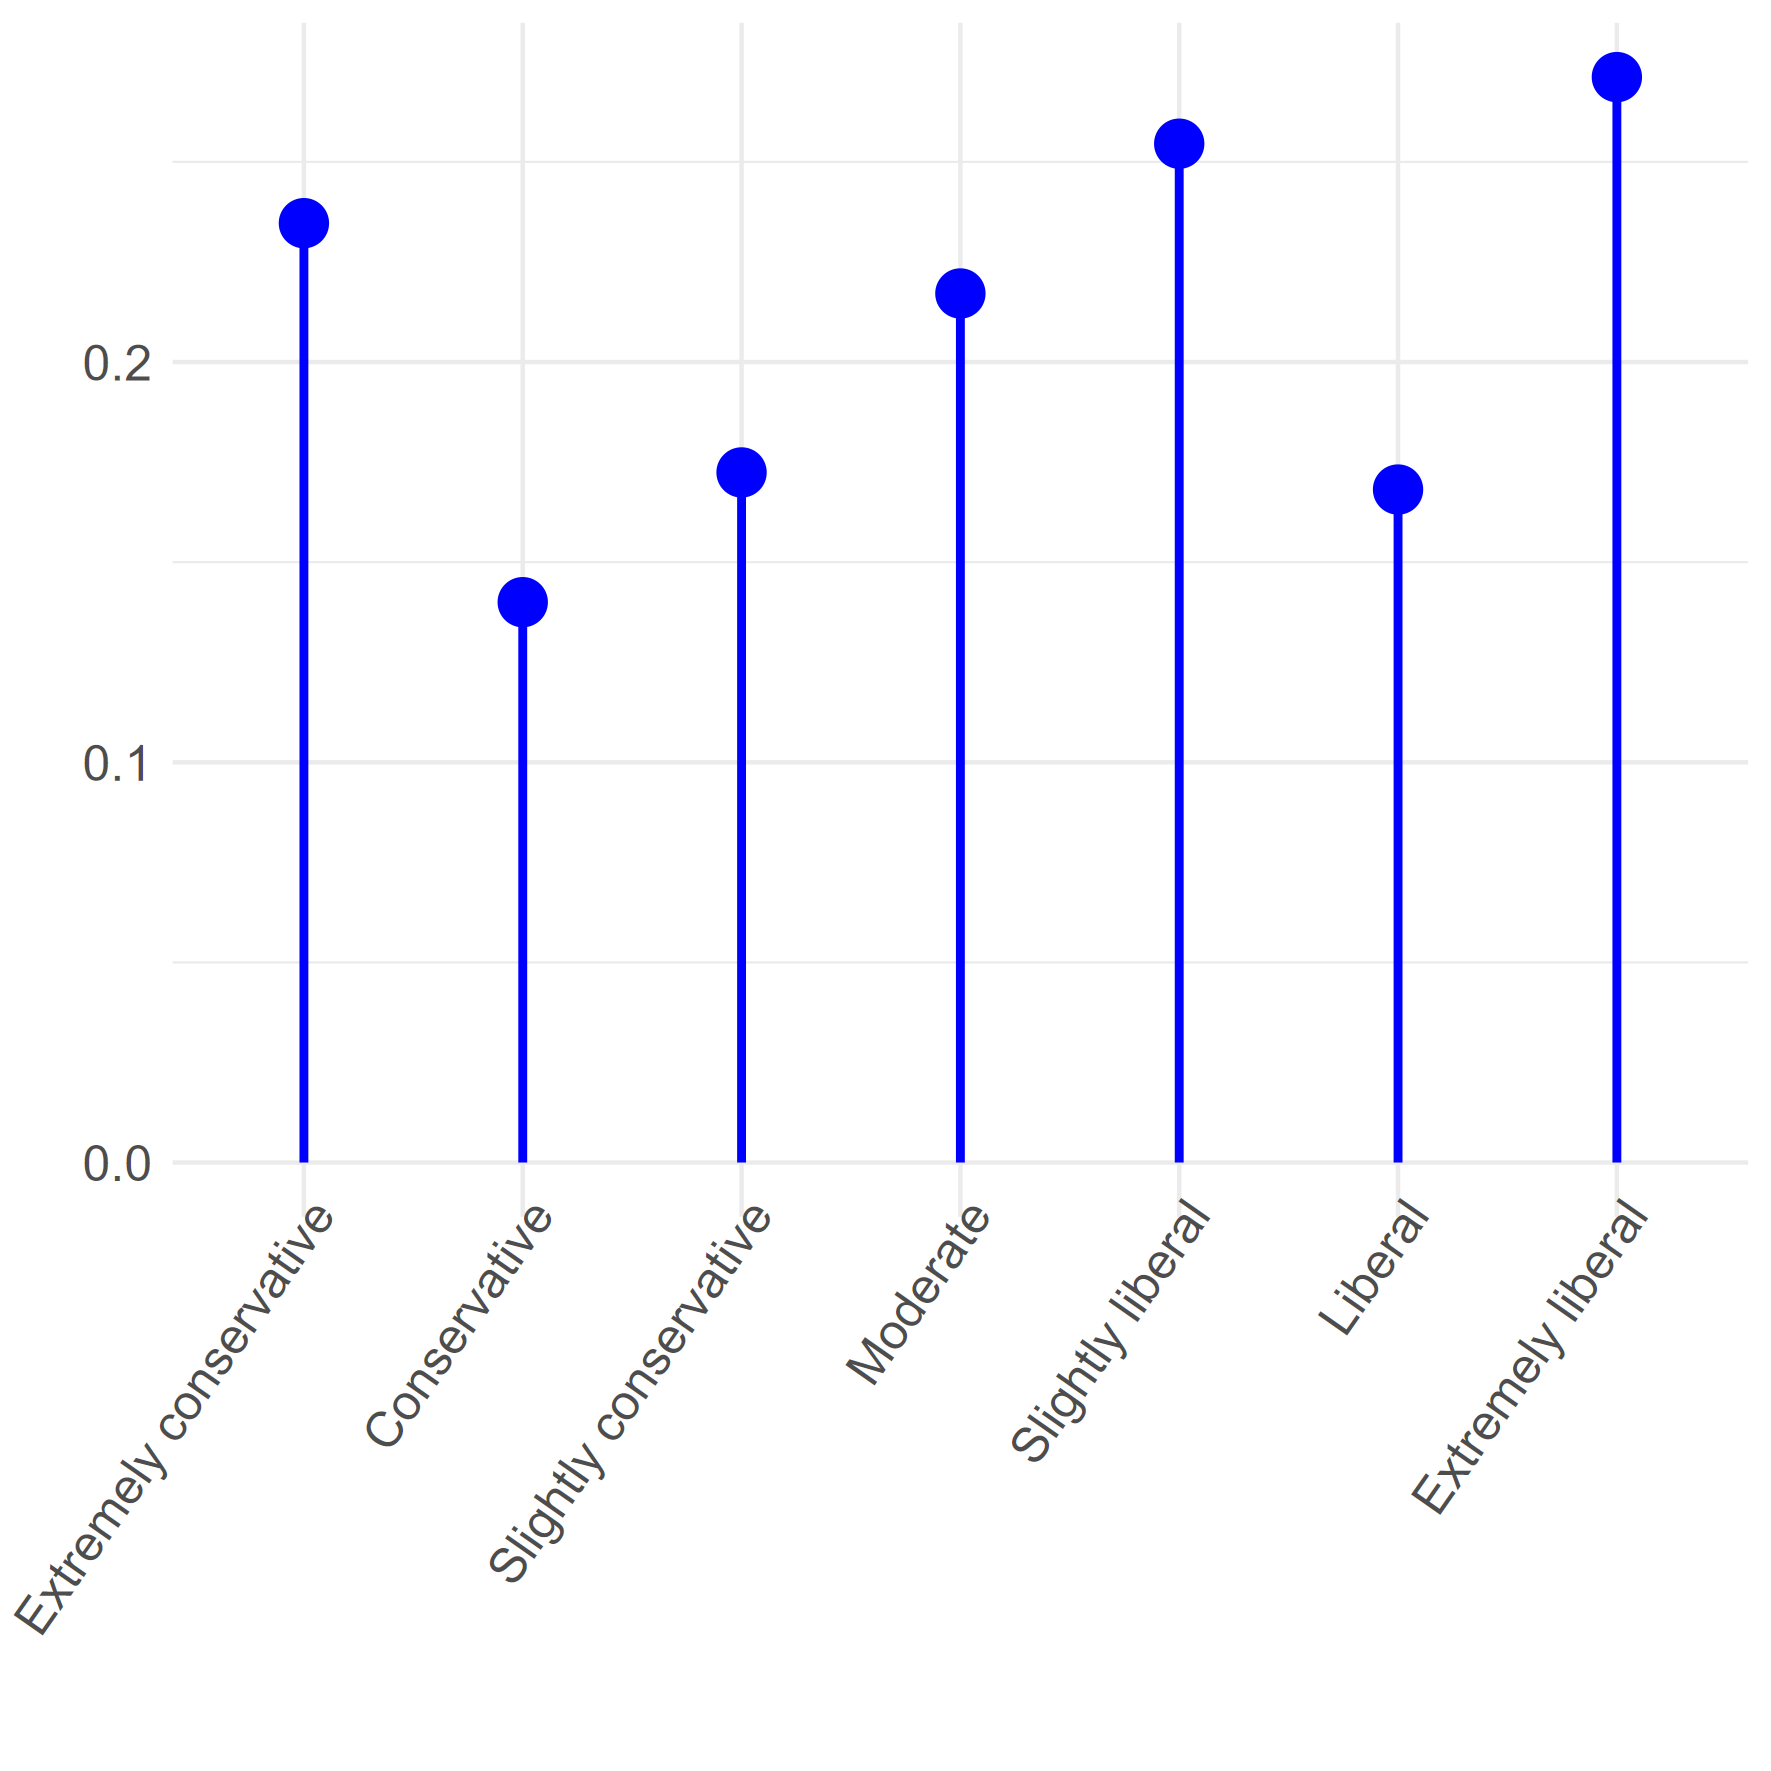 0.2
0.1
0.0
Extremely conservative
Conservative
Slightly conservative
Moderate
Slightly liberal
Liberal
Extremely liberal